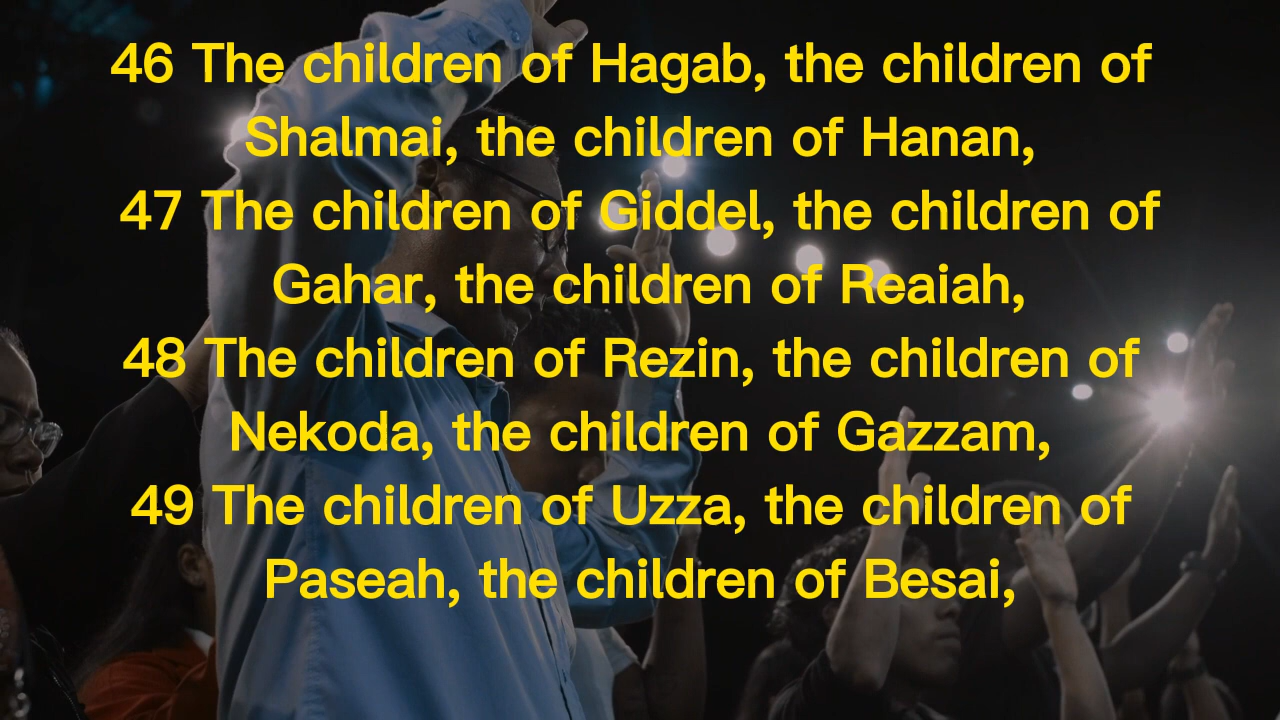 46 The children of Hagab, the children of
Shalmai, the children of Hanan,
47 The children of Giddel, the children of
Gahar, the children of Reaiah,
48 The children of Rezin, the children of
Nekoda, the children of Gazzam,
49 The children of Uzza, the children of
Paseah, the children of Besai,